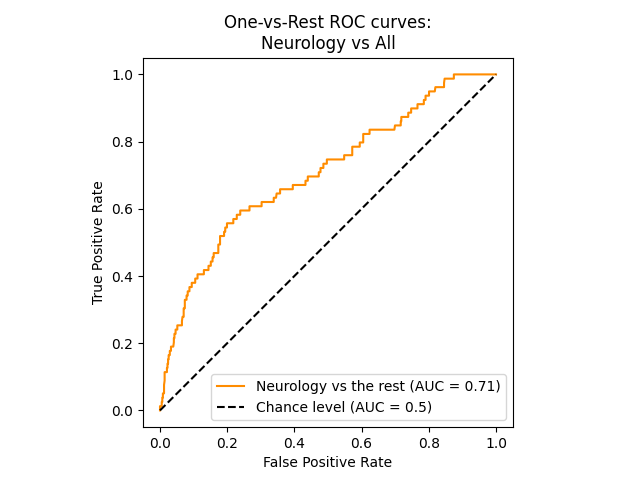 One-vs-Rest ROC curves:
Neurology vs All
True Positive Rate
1.0
0.8
0.6
0.4
0.2
0.0
Neurology vs the rest (AUC = 0.71)
Chance level (AUC = 0.5)
0.0 0.2 0.4 0.6 0.8 1.0
False Positive Rate